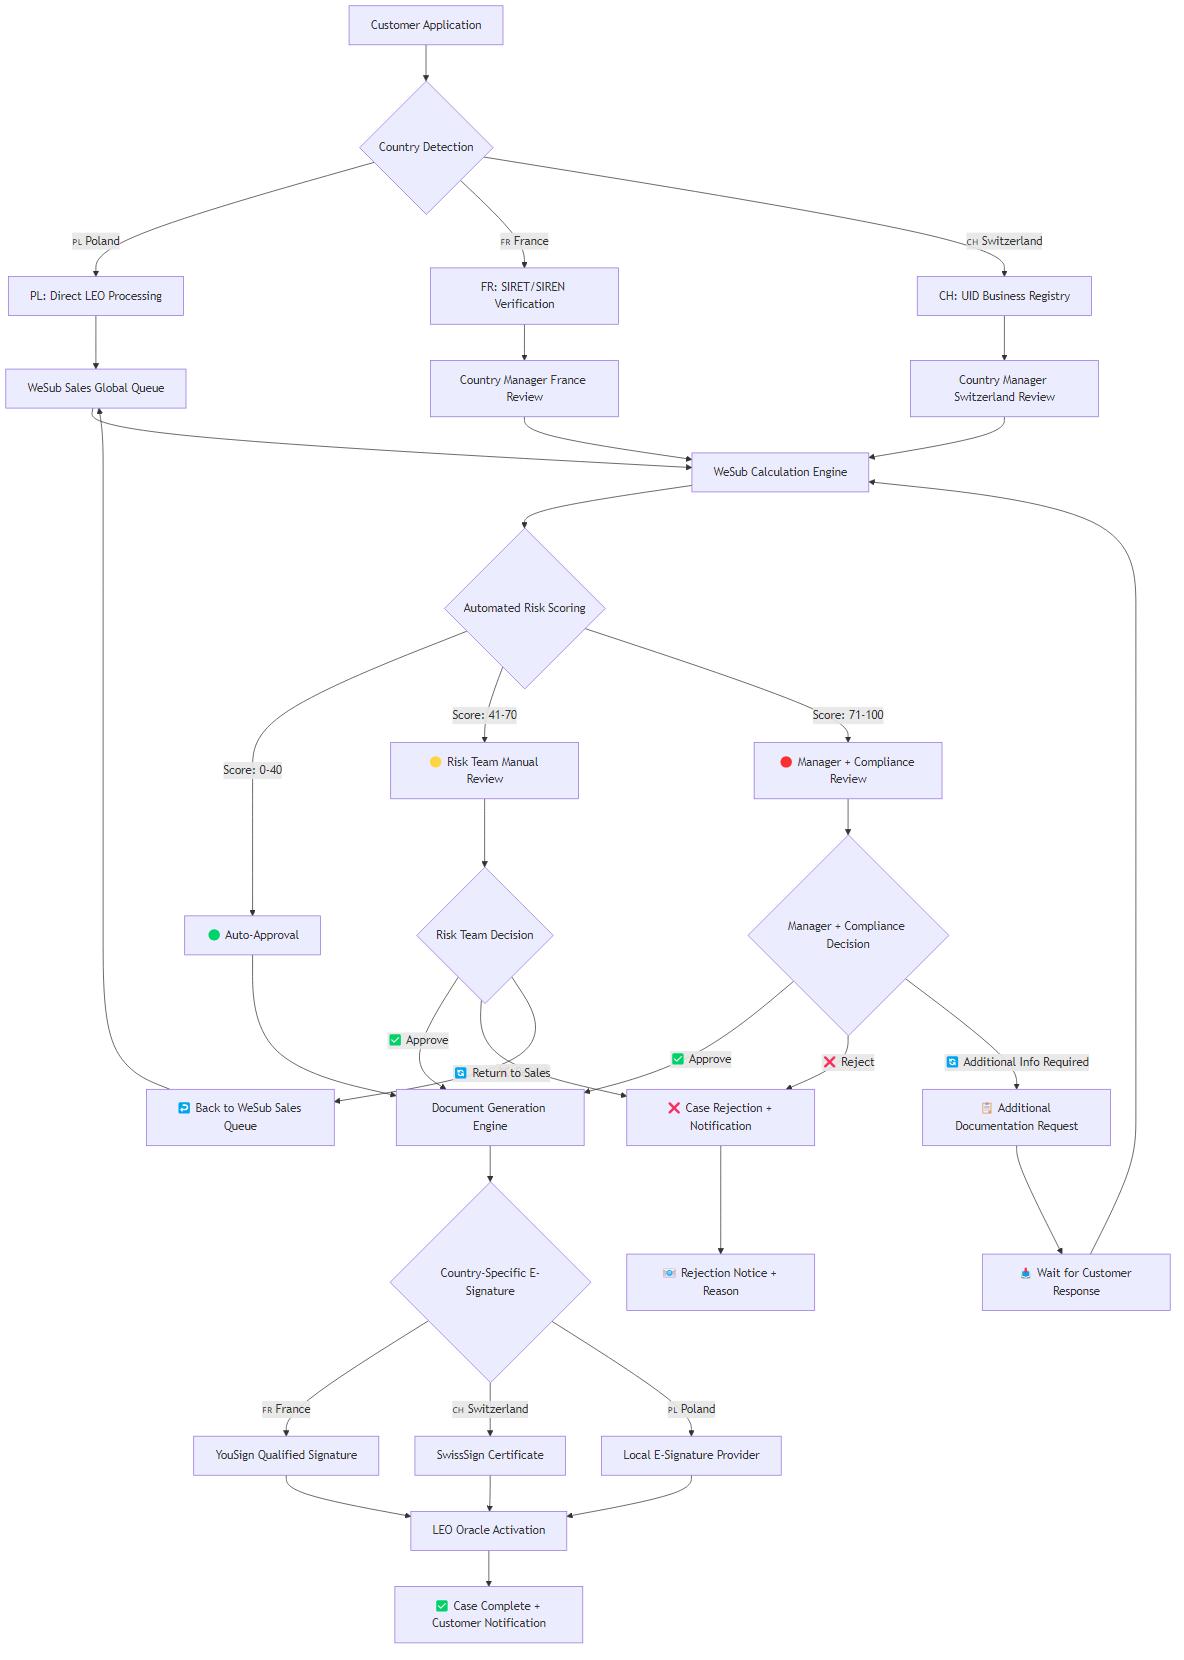 Customer Application
Country Detection
PL Poland
FR France
CH Switzerland
PL: Direct LEO Processing
FR: SIRET/SIREN
Verification
CH: UID Business Registry
WeSub Sales Global Queue
Country Manager France
Review
Country Manager
Switzerland Review
WeSub Calculation Engine
Automated Risk Scoring
Score: 0-40
Score: 41-70
Score: 71-100
🟡 Risk Team Manual
Review
🔴 Manager + Compliance
Review
🟢 Auto-Approval
Risk Team Decision
Manager + Compliance
Decision
✅ Approve
🔄 Return to Sales
✅ Approve
❌ Reject
🔄 Additional Info Required
↩️ Back to WeSub Sales
Queue
Document Generation
Engine
❌ Case Rejection +
Notification
📋 Additional
Documentation Request
Country-Specific E-
Signature
📧 Rejection Notice +
Reason
📩 Wait for Customer
Response
FR France
CH Switzerland
PL Poland
YouSign Qualified Signature
SwissSign Certificate
Local E-Signature Provider
LEO Oracle Activation
✅ Case Complete +
Customer Notification